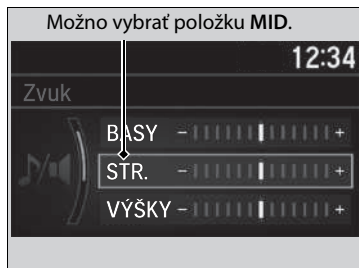 Možno vybrať položku MID.
12:34
Zvuk
BASY - +
STR. - +
VÝŠKY - +